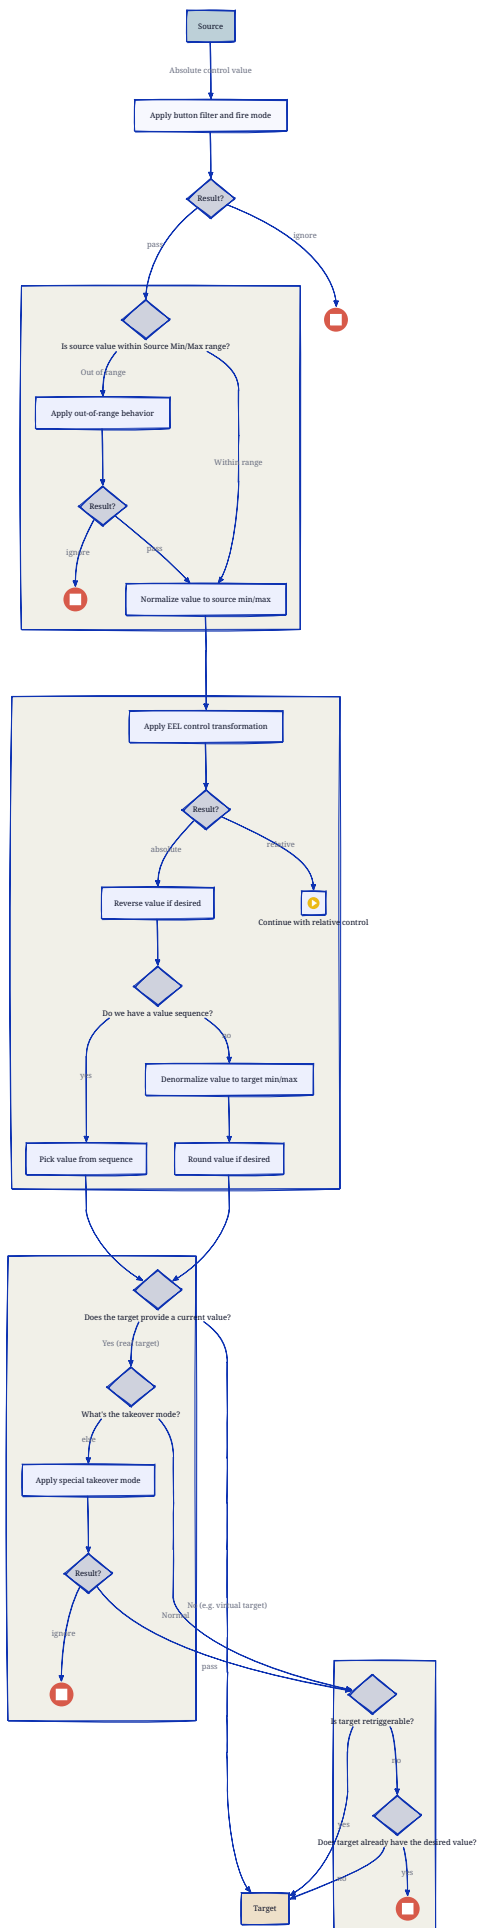 Source
Absolute control value
Apply button filter and fire mode
Result?
pass
ignore
Is source value within Source Min/Max range?
Out of range
Apply out-of-range behavior
Within range
Result?
ignore
pass
Normalize value to source min/max
Apply EEL control transformation
Result?
absolute
relative
Reverse value if desired
Continue with relative control
Do we have a value sequence?
yes
no
Denormalize value to target min/max
Pick value from sequence
Round value if desired
Does the target provide a current value?
Yes (real target)
What's the takeover mode?
else
Apply special takeover mode
Result?
No (e.g. virtual target)
Normal
ignore
pass
Is target retriggerable?
no
yes
Does target already have the desired value?
no
yes
Target